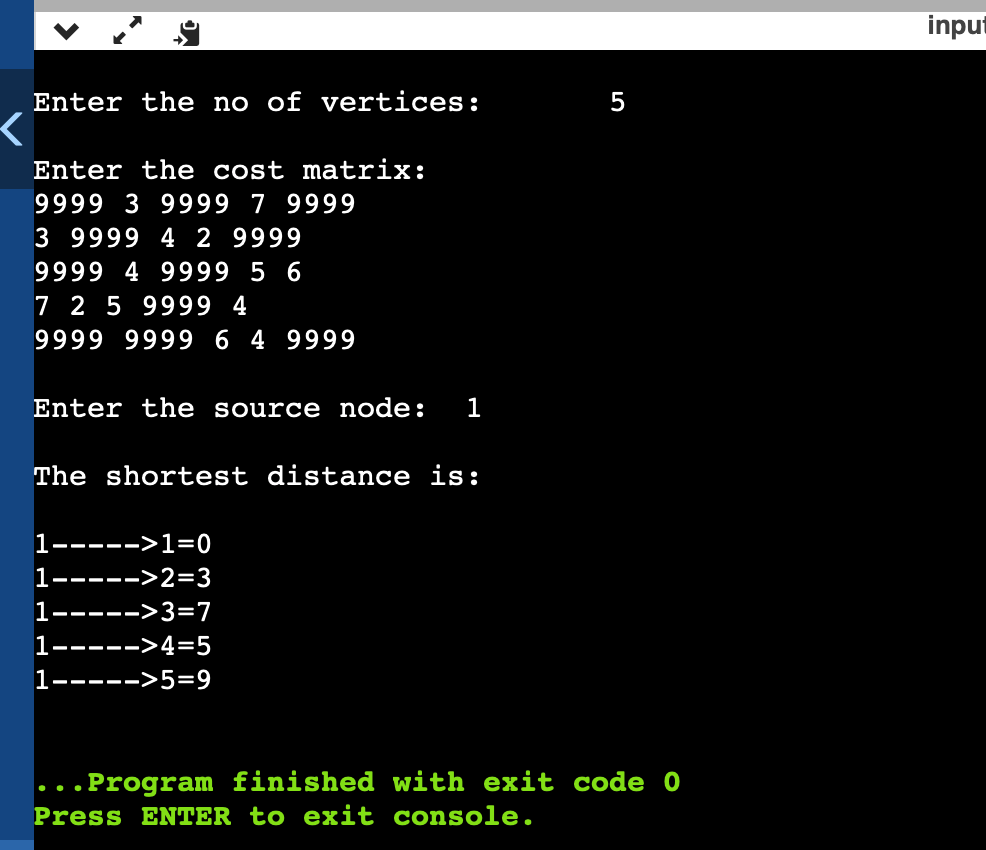 input
Enter the no of vertices: 5
Enter the cost matrix:
9999 3 9999 7 9999
3 9999 4 2 9999
9999 4 9999 5 6
7 2 5 9999 4
9999 9999 6 4 9999
Enter the source node: 1
The shortest distance is:
1----->1=0
1----->2=3
1----->3=7
1----->4=5
1----->5=9
...Program finished with exit code 0
Press ENTER to exit console.